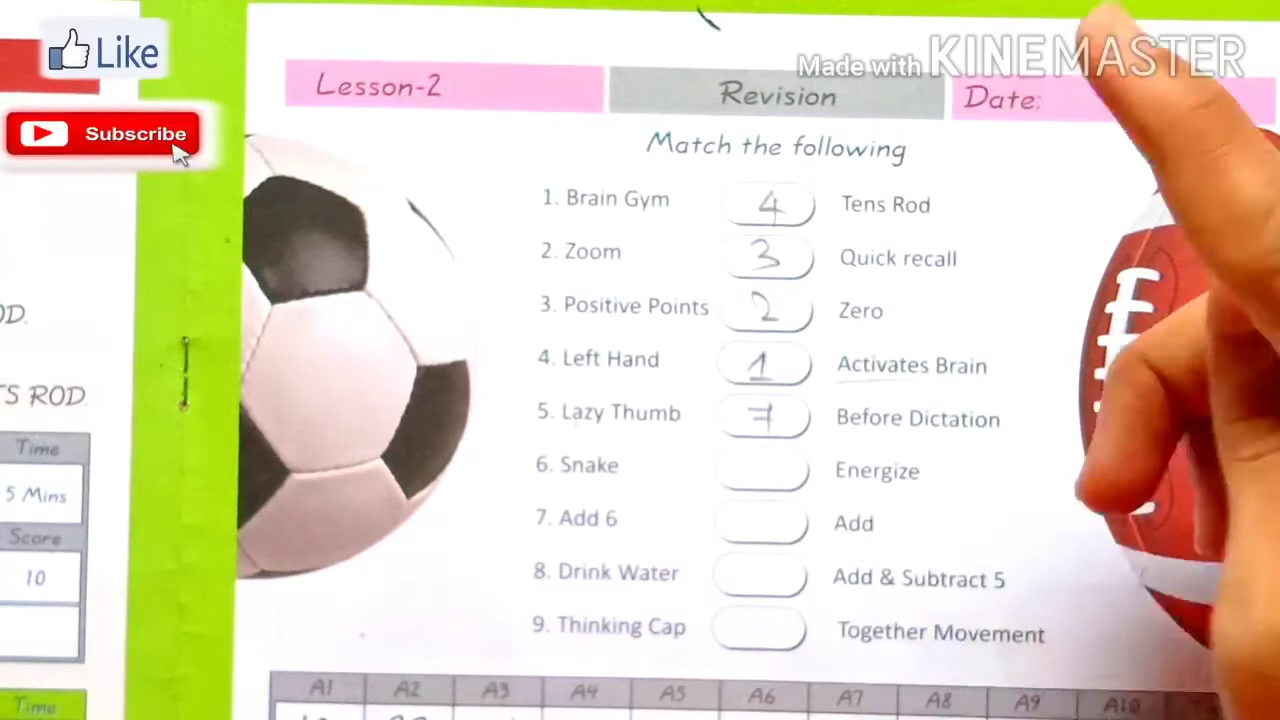 Like
Made with KINEMASTER
Lesson-2 Revision Date:
Subscribe
Match the following
1. Brain Gym 4 Tens Rod
2. Zoom 3 Quick recall
3. Positive Points 2 Zero
4. Left Hand 1 Activates Brain
5. Lazy Thumb 7 Before Dictation
6. Snake Energize
7. Add 6 Add
8. Drink Water Add & Subtract 5
9. Thinking Cap Together Movement
OD.
TS ROD.
Time
5 Mins
Score
10
Time
A1 A2 A3 A4 A5 A6 A7 A8 A9 A10